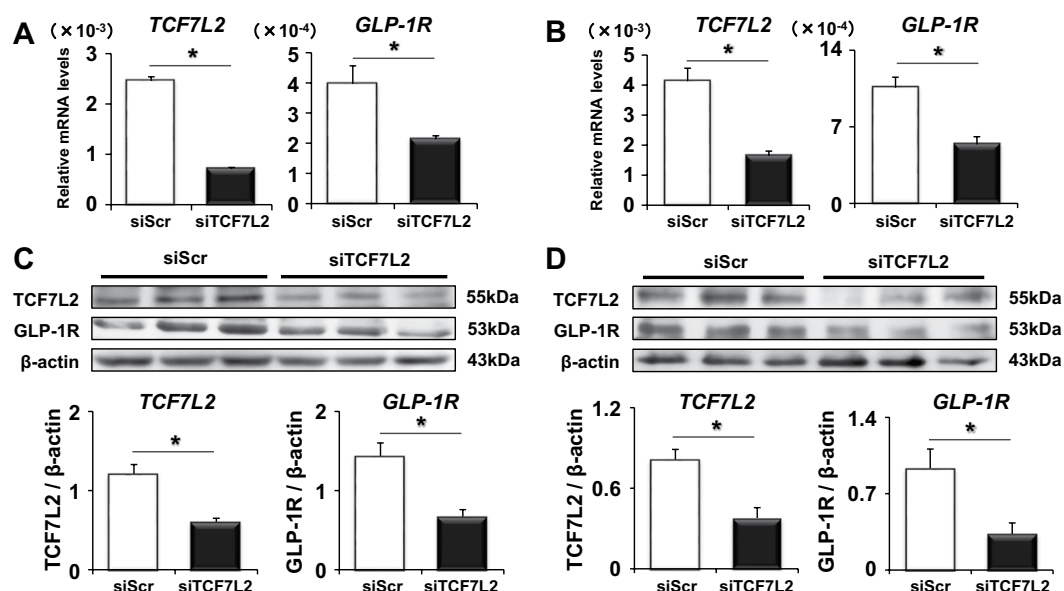 A
(×10-3)
TCF7L2
*
Relative mRNA levels
3
2
1
0
siScr
siTCF7L2
(×10-4)
GLP-1R
*
5
4
3
2
1
0
siScr
siTCF7L2
B
(×10-3)
TCF7L2
*
Relative mRNA levels
5
4
3
2
1
0
siScr
siTCF7L2
(×10-4)
GLP-1R
*
14
7
0
siScr
siTCF7L2
C
siScr
siTCF7L2
TCF7L2
55kDa
GLP-1R
53kDa
β-actin
43kDa
TCF7L2
*
TCF7L2 / β-actin
2
1
0
siScr
siTCF7L2
GLP-1R
*
GLP-1R / β-actin
2
1
0
siScr
siTCF7L2
D
siScr
siTCF7L2
TCF7L2
55kDa
GLP-1R
53kDa
β-actin
43kDa
TCF7L2
*
TCF7L2 / β-actin
1.2
0.6
0
siScr
siTCF7L2
GLP-1R
*
GLP-1R / β-actin
1.4
0.7
0
siScr
siTCF7L2